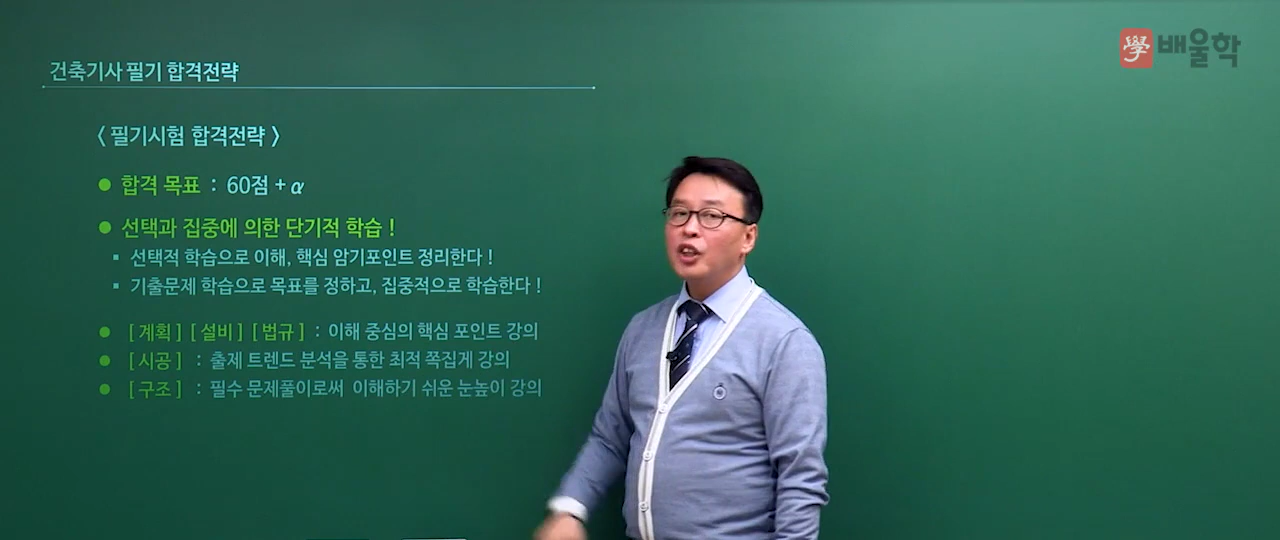 學 배울학
건축기사 필기 합격전략
< 필기시험 합격전략 >
● 합격 목표 : 60점 + α
● 선택과 집중에 의한 단기적 학습 !
▪ 선택적 학습으로 이해, 핵심 암기포인트 정리한다 !
▪ 기출문제 학습으로 목표를 정하고, 집중적으로 학습한다 !
● [ 계획 ] [ 설비 ] [ 법규 ] : 이해 중심의 핵심 포인트 강의
● [ 시공 ] : 출제 트렌드 분석을 통한 최적 쪽집게 강의
● [ 구조 ] : 필수 문제풀이로써 이해하기 쉬운 눈높이 강의